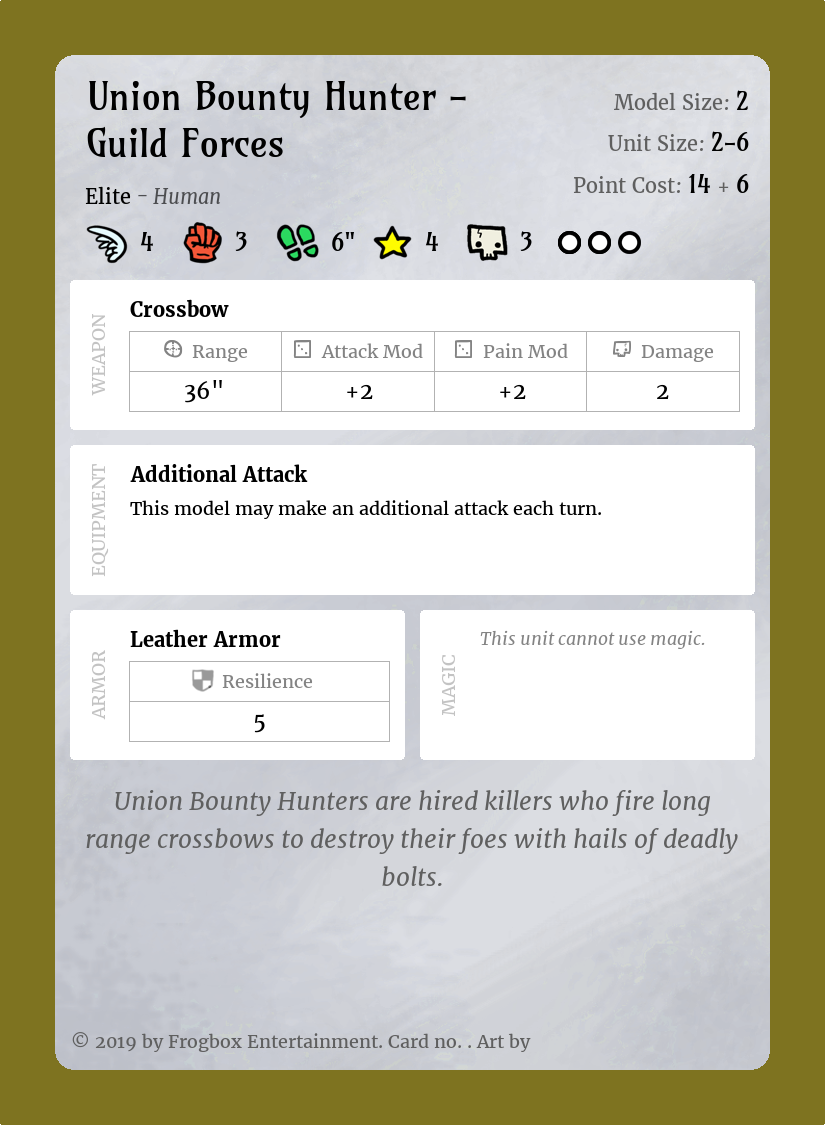 Union Bounty Hunter –
Guild Forces
Model Size: 2
Unit Size: 2–6
Point Cost: 14 + 6
Elite – Human
4 3 6" 4 3
WEAPON
Crossbow
Range Attack Mod Pain Mod Damage
36" +2 +2 2
EQUIPMENT
Additional Attack
This model may make an additional attack each turn.
ARMOR
Leather Armor
Resilience
5
MAGIC
This unit cannot use magic.
Union Bounty Hunters are hired killers who fire long
range crossbows to destroy their foes with hails of deadly
bolts.
© 2019 by Frogbox Entertainment. Card no. . Art by